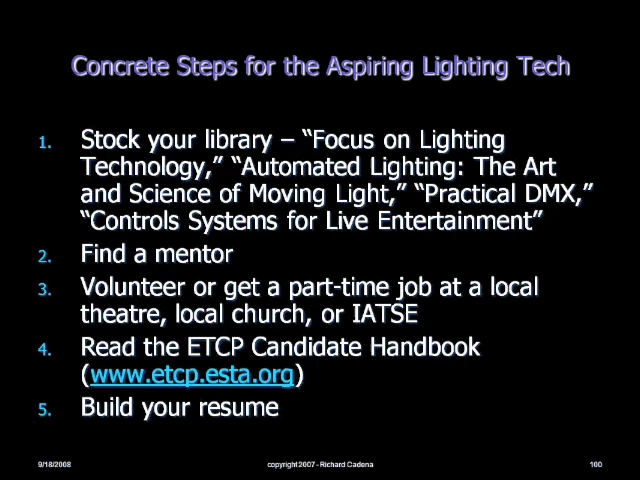 Concrete Steps for the Aspiring Lighting Tech
1. Stock your library – “Focus on Lighting
Technology,” “Automated Lighting: The Art
and Science of Moving Light,” “Practical DMX,”
“Controls Systems for Live Entertainment”
2. Find a mentor
3. Volunteer or get a part-time job at a local
theatre, local church, or IATSE
4. Read the ETCP Candidate Handbook
(www.etcp.esta.org)
5. Build your resume
9/18/2008 copyright 2007 - Richard Cadena 100